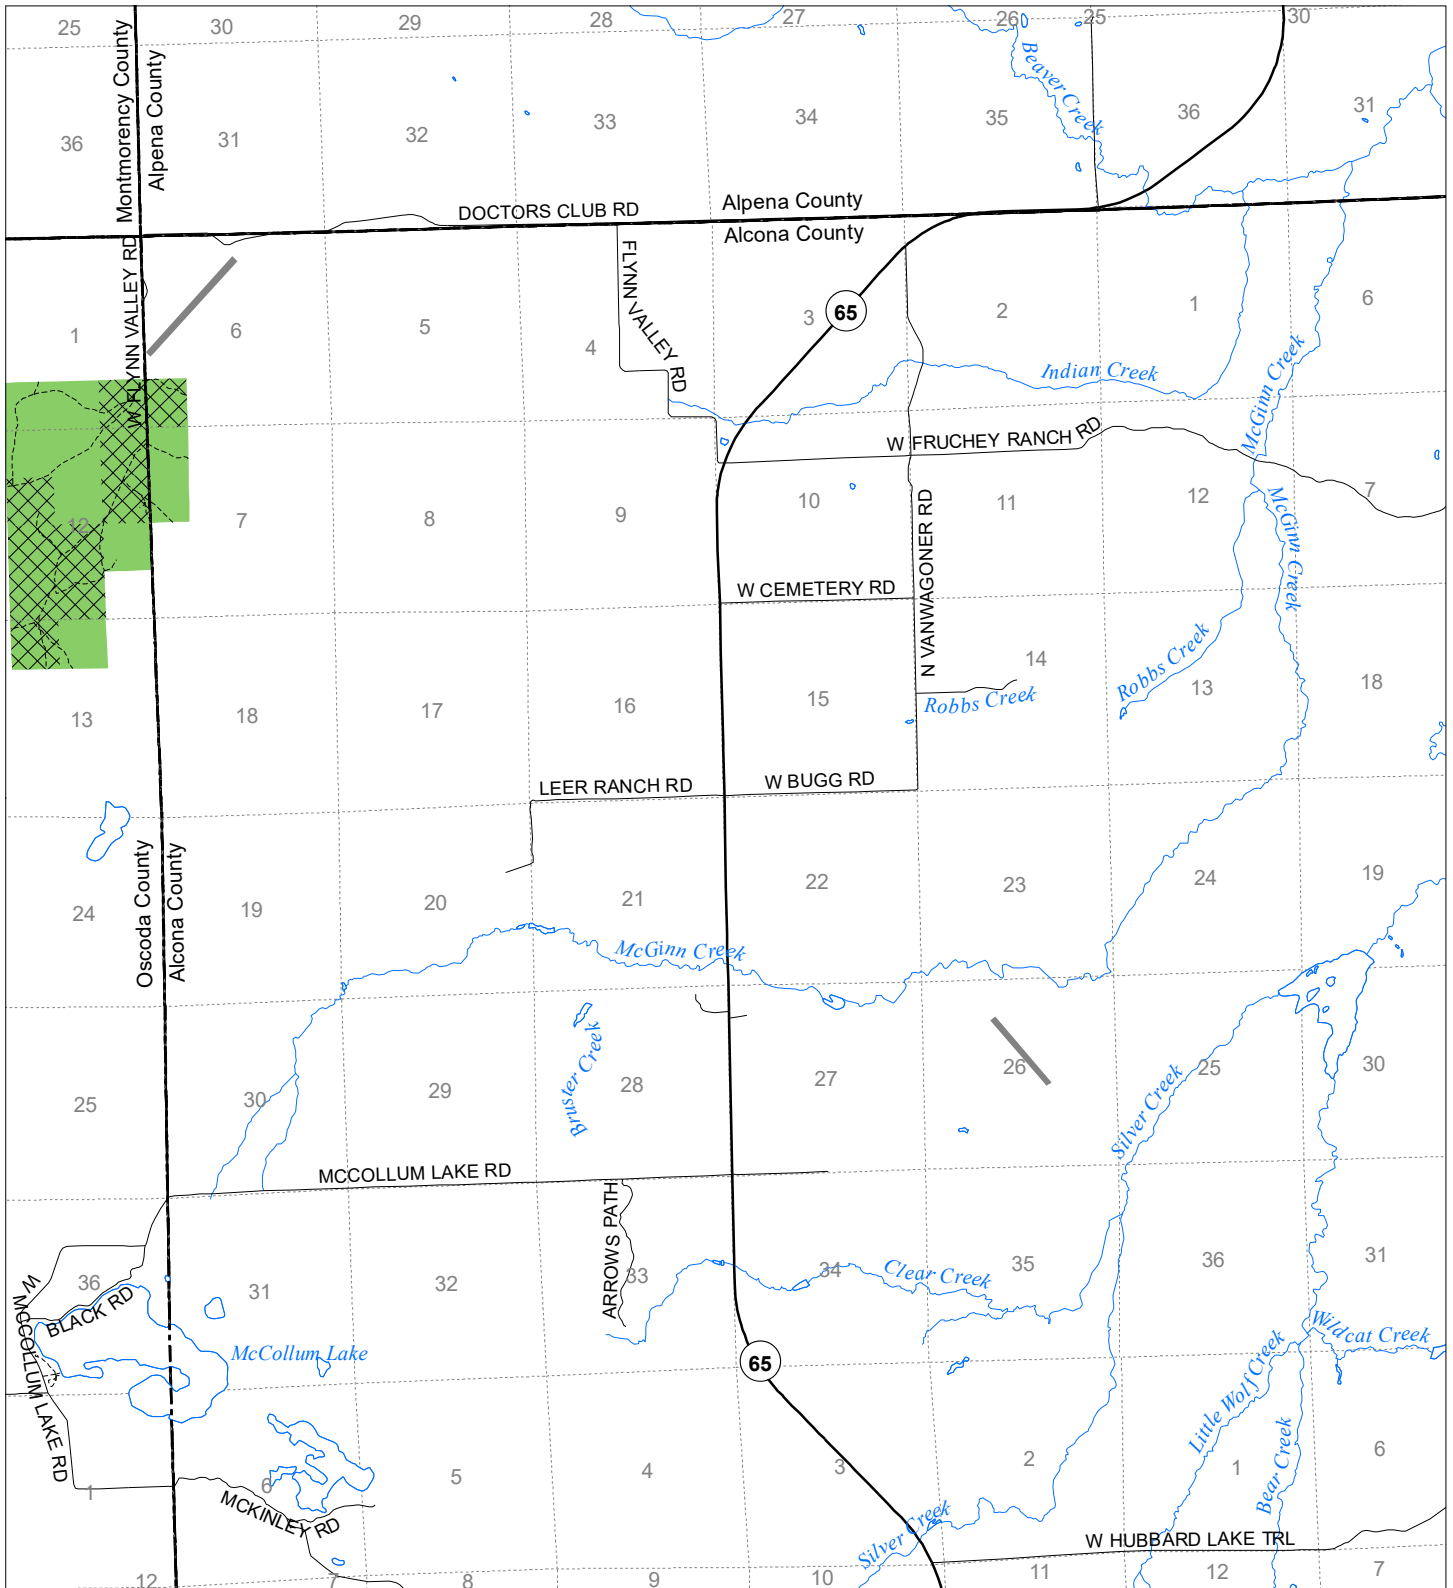 25
30
29
28
27
26
25
30
Montmorency County
Alpena County
Beaver Creek
36
31
32
33
34
35
36
31
DOCTORS CLUB RD
Alpena County
Alcona County
W FLYNN VALLEY RD
FLYNN VALLEY RD
1
6
5
4
3
65
2
1
6
Indian Creek
McGinn Creek
W FRUCHEY RANCH RD
12
7
8
9
10
11
12
7
N VANWAGONER RD
McGinn Creek
W CEMETERY RD
13
18
17
16
15
14
13
18
Robbs Creek
Robbs Creek
LEER RANCH RD
W BUGG RD
Oscoda County
Alcona County
24
19
20
21
22
23
24
19
McGinn Creek
Bruster Creek
25
30
29
28
27
26
25
30
Silver Creek
MCCOLLUM LAKE RD
ARROWS PATH
36
31
32
33
34
35
36
31
Clear Creek
W MCCOLLUM LAKE RD
BLACK RD
McCollum Lake
65
Wildcat Creek
Little Wolf Creek
Bear Creek
1
6
5
4
3
2
1
6
MCKINLEY RD
Silver Creek
W HUBBARD LAKE TRL
12
7
8
9
10
11
12
7